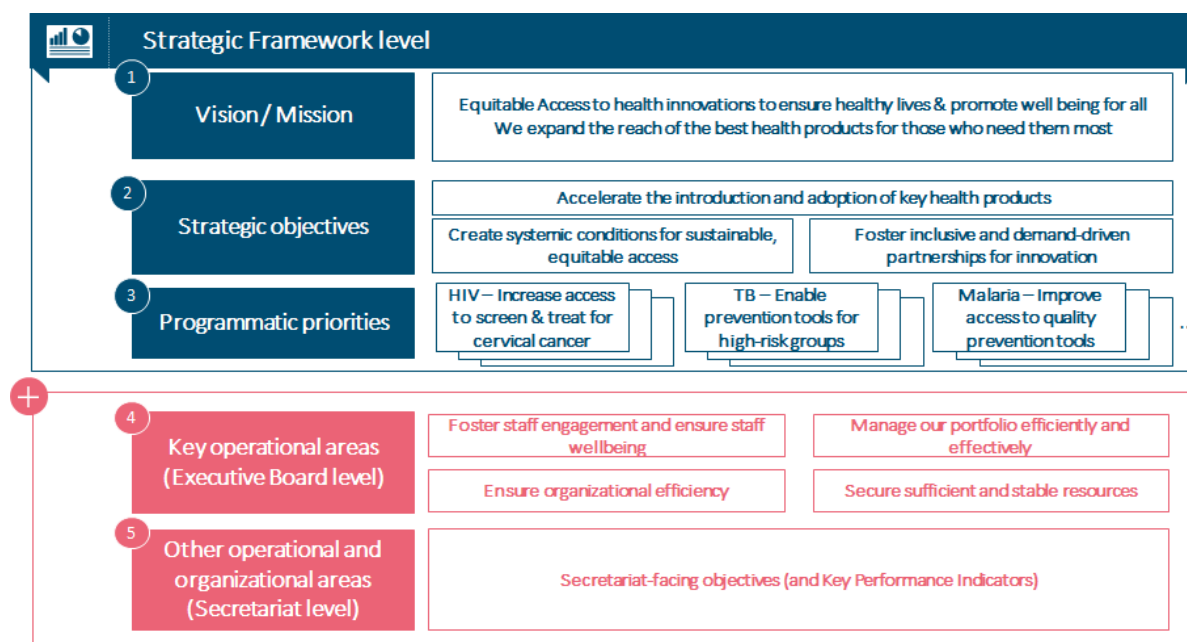 Strategic Framework level
1
Vision / Mission
Equitable Access to health innovations to ensure healthy lives & promote well being for all
We expand the reach of the best health products for those who need them most
2
Strategic objectives
Accelerate the introduction and adoption of key health products
Create systemic conditions for sustainable,
equitable access
Foster inclusive and demand-driven
partnerships for innovation
3
Programmatic priorities
HIV – Increase access
to screen & treat for
cervical cancer
TB – Enable
prevention tools for
high-risk groups
Malaria – Improve
access to quality
prevention tools
...
4
Key operational areas
(Executive Board level)
Foster staff engagement and ensure staff
wellbeing
Manage our portfolio efficiently and
effectively
Ensure organizational efficiency
Secure sufficient and stable resources
5
Other operational and
organizational areas
(Secretariat level)
Secretariat-facing objectives (and Key Performance Indicators)